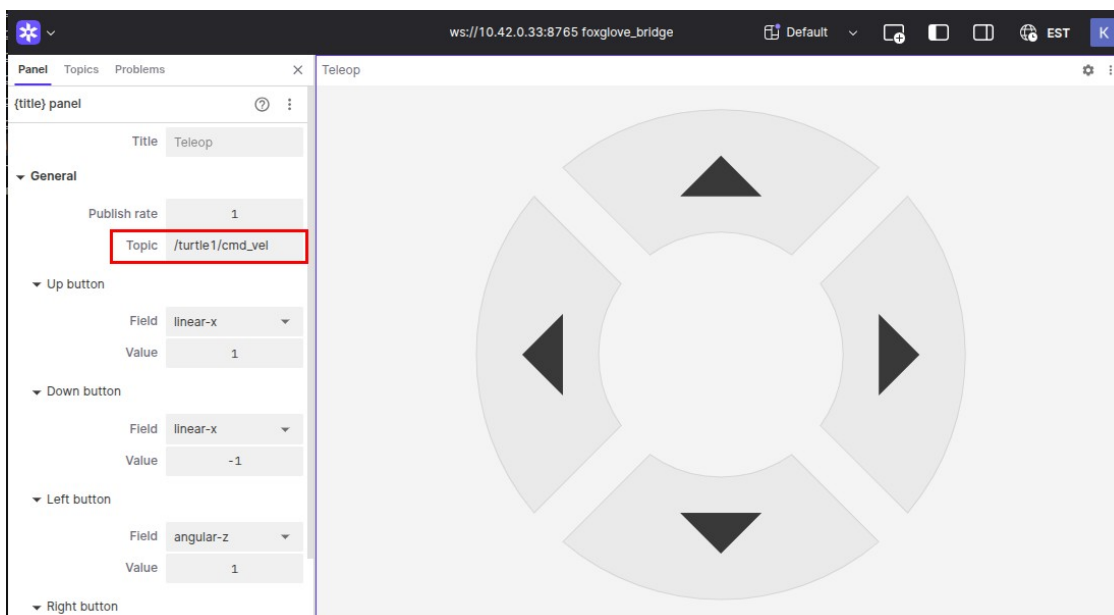 ws://10.42.0.33:8765 foxglove_bridge
Default
EST
K
Panel Topics Problems
Teleop
{title} panel
Title Teleop
General
Publish rate 1
Topic /turtle1/cmd_vel
Up button
Field linear-x
Value 1
Down button
Field linear-x
Value -1
Left button
Field angular-z
Value 1
Right button